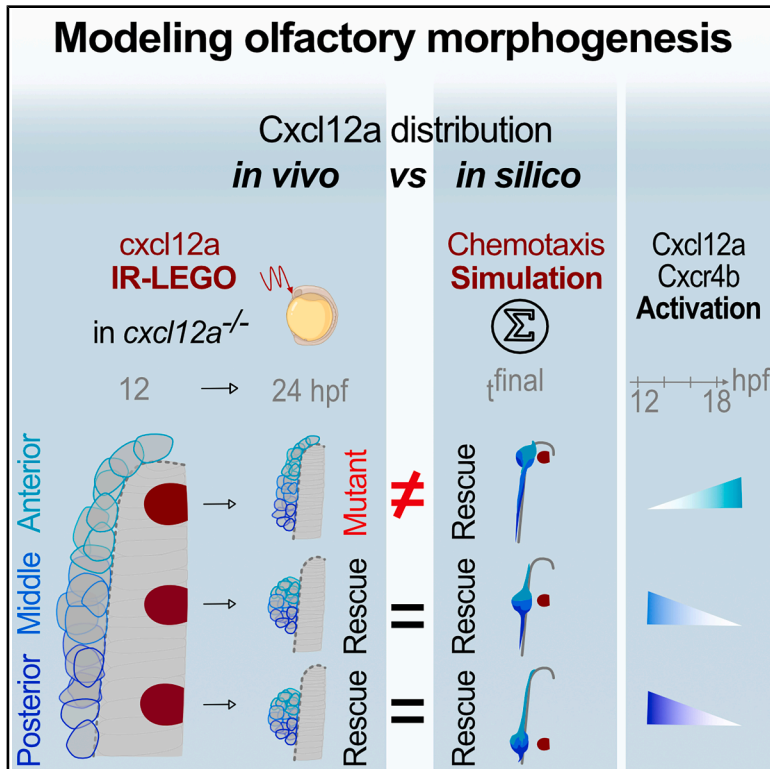 Modeling olfactory morphogenesis
Cxcl12a distribution
in vivo vs in silico
cxcl12a
IR-LEGO
in cxcl12a-/-
12 → 24 hpf
Chemotaxis
Simulation
Σ
tfinal
Cxcl12a
Cxcr4b
Activation
hpf
12 18
Anterior
Middle
Posterior
Mutant
≠
Rescue
Rescue
=
Rescue
Rescue
=
Rescue